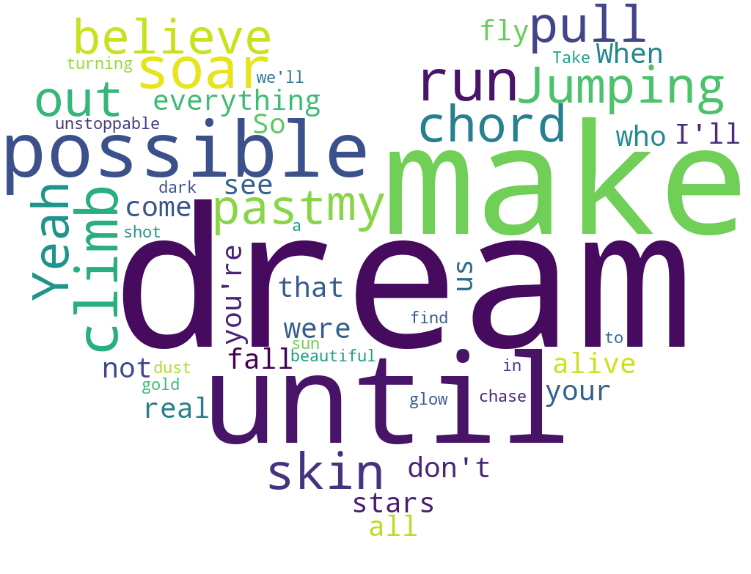 believe
fly
pull
turning
soar
we'll
Take
When
out
everything
run
Jumping
unstoppable
So
chord
who
I'll
possible
make
dark
see
Yeah
climb
come
past
my
shot
a
dream
you're
that
us
were
find
to
not
dust
fall
sun
beautiful
in
alive
gold
real
until
glow
chase
your
skin
don't
stars
all